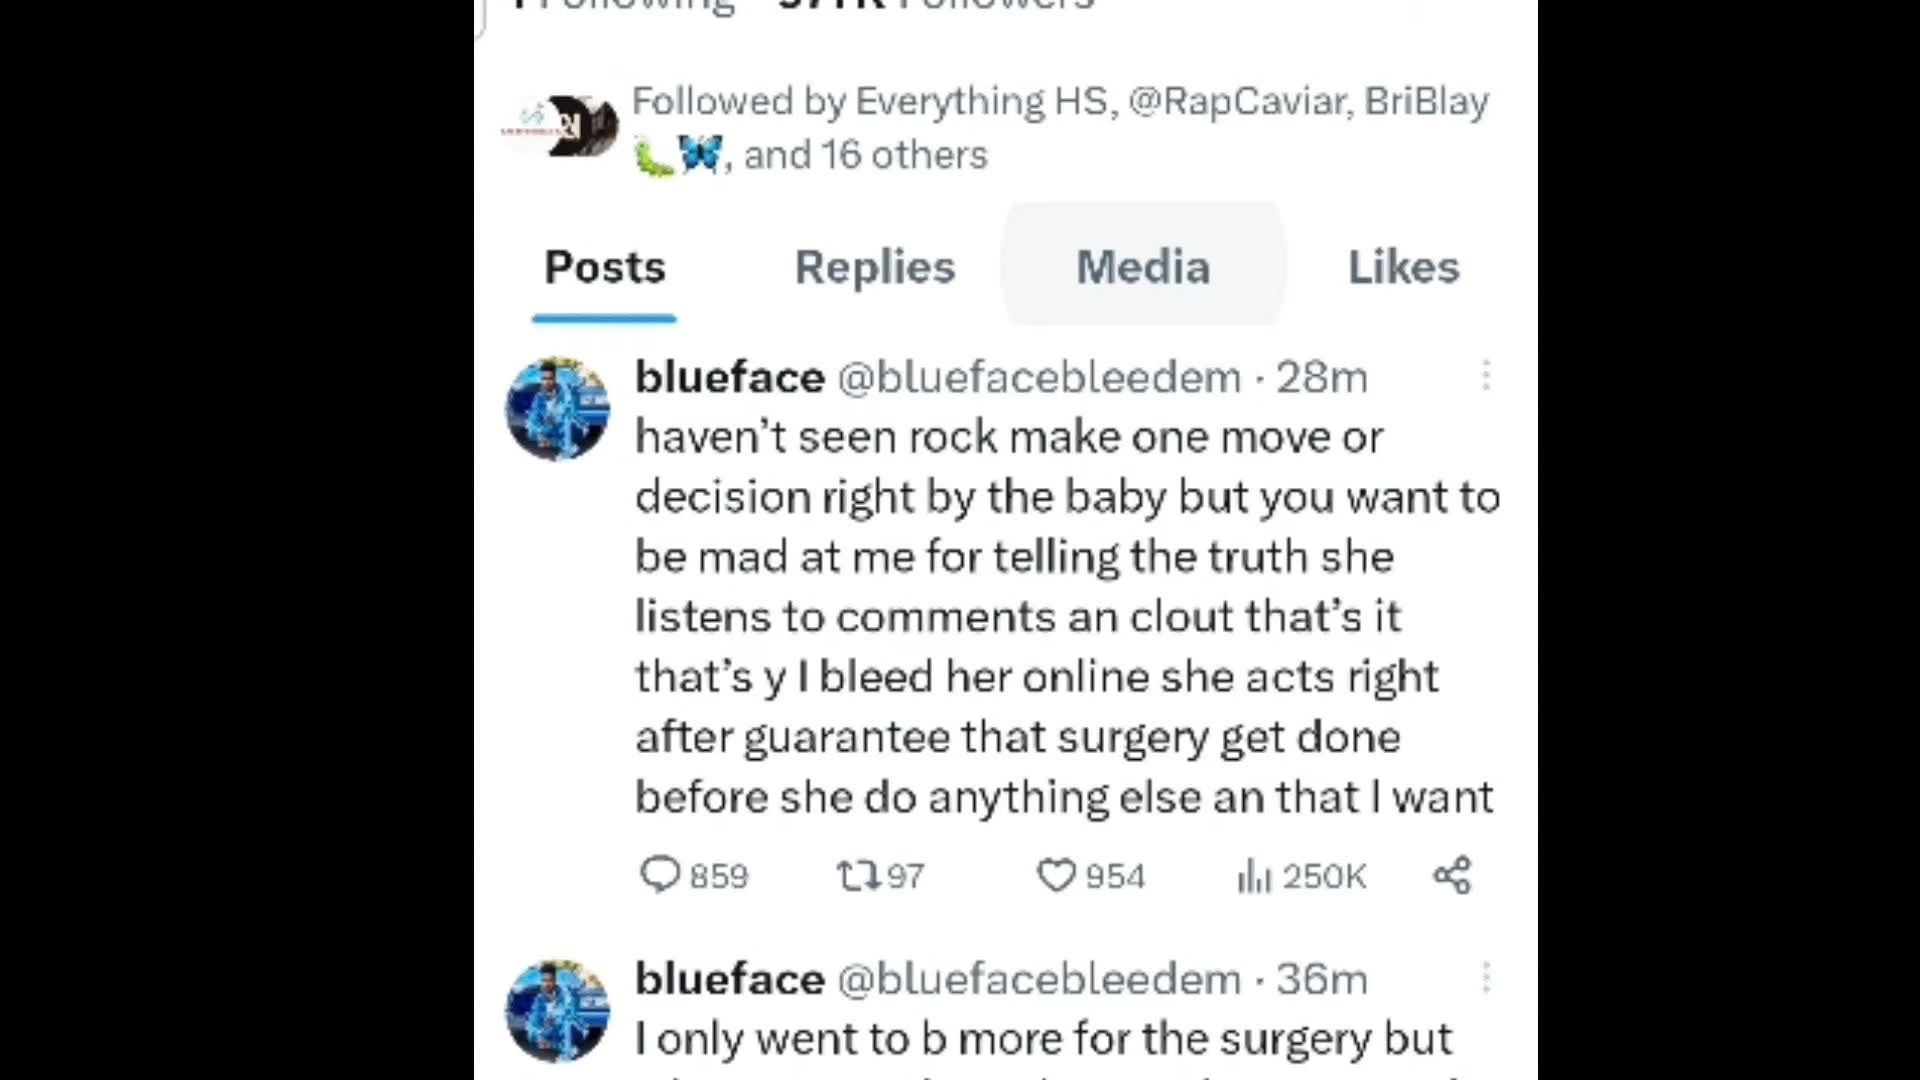 Following Followers
Followed by Everything HS, @RapCaviar, BriBlay
🐛🦋, and 16 others
Posts Replies Media Likes
blueface @bluefacebleedem · 28m
haven't seen rock make one move or
decision right by the baby but you want to
be mad at me for telling the truth she
listens to comments an clout that's it
that's y I bleed her online she acts right
after guarantee that surgery get done
before she do anything else an that I want
859 97 954 250K
blueface @bluefacebleedem · 36m
I only went to b more for the surgery but